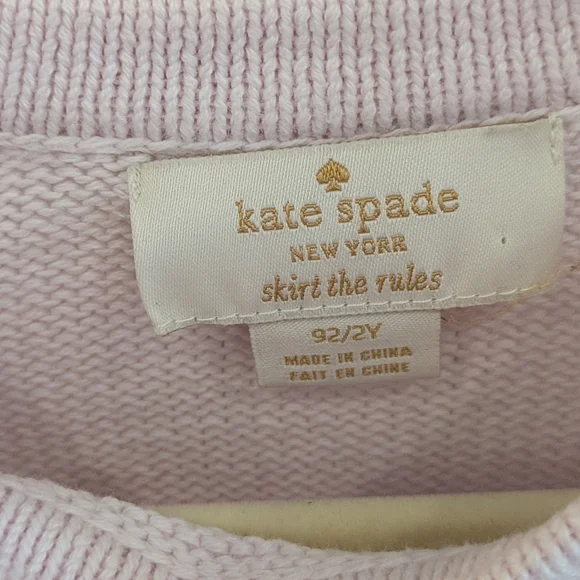 kate spade
NEW YORK
skirt the rules
92/2Y
MADE IN CHINA
FAIT EN CHINE